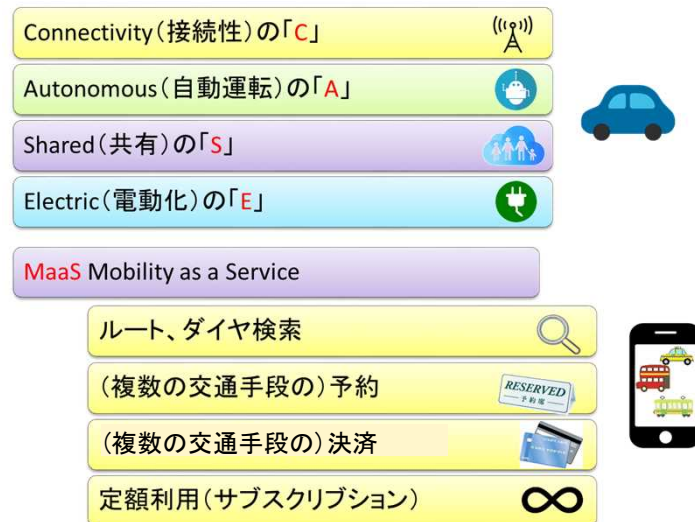 Connectivity(接続性)の「C」
Autonomous(自動運転)の「A」
Shared(共有)の「S」
Electric(電動化)の「E」
MaaS Mobility as a Service
ルート、ダイヤ検索
(複数の交通手段の)予約
RESERVED
予約席
(複数の交通手段の)決済
定額利用(サブスクリプション)